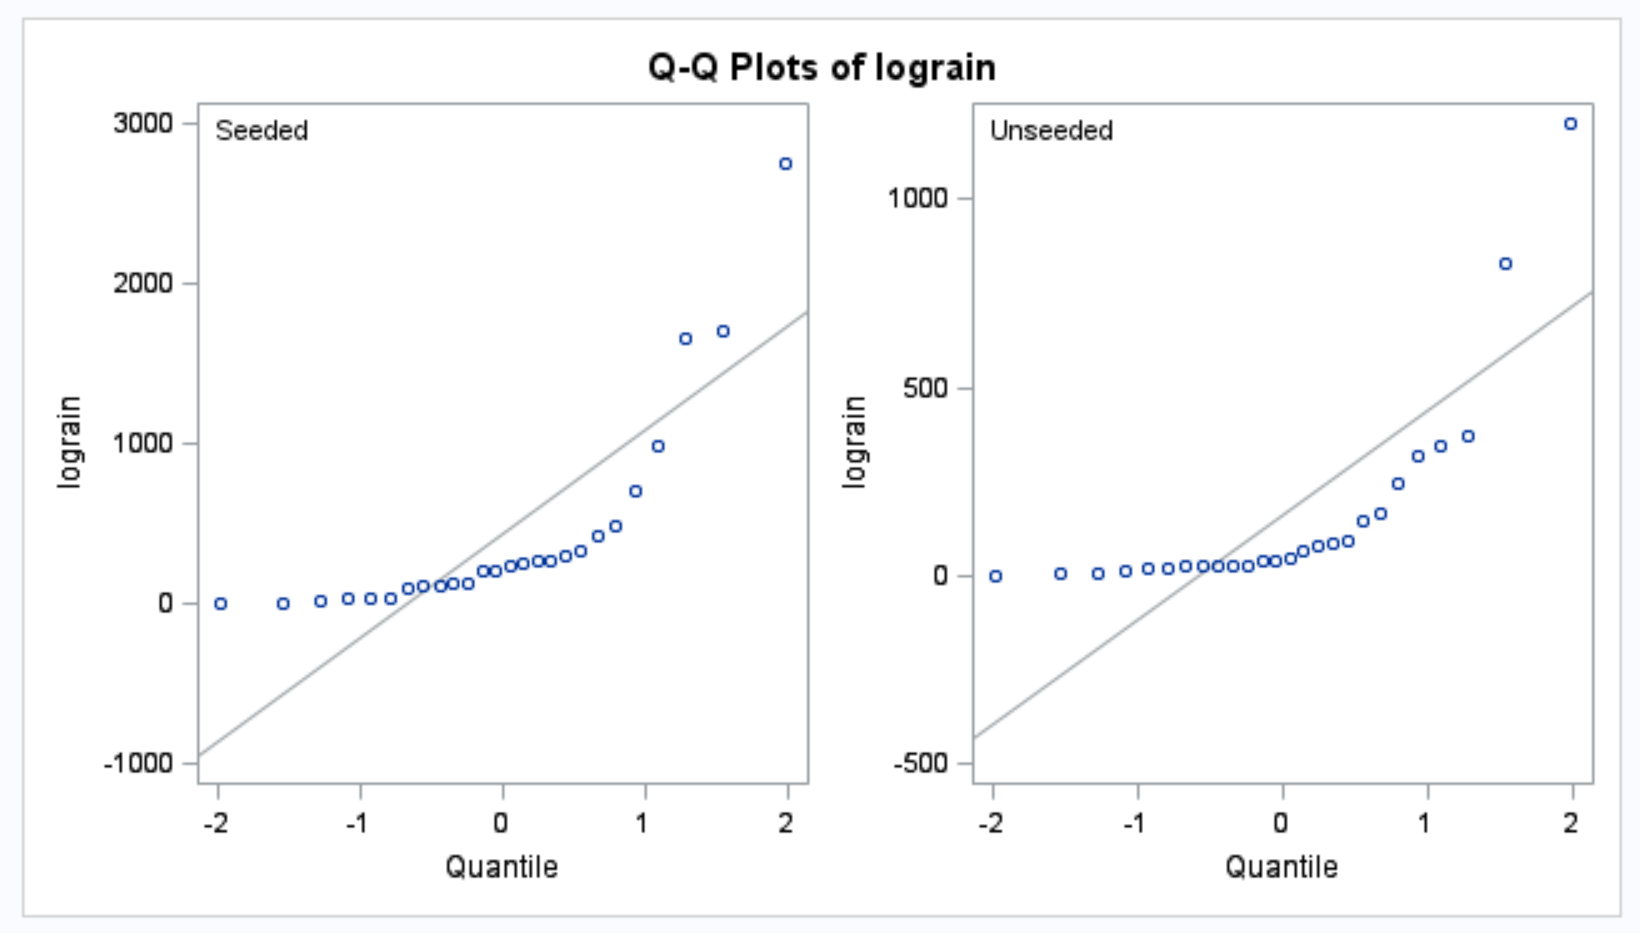 Q-Q Plots of lograin
Seeded
3000
2000
1000
0
-1000
lograin
-2 -1 0 1 2
Quantile
Unseeded
1000
500
0
-500
lograin
-2 -1 0 1 2
Quantile